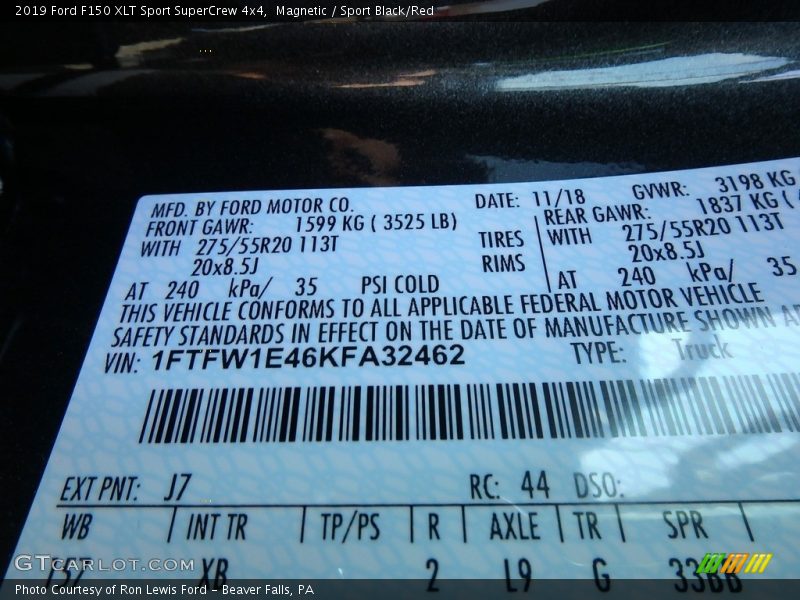 2019 Ford F150 XLT Sport SuperCrew 4x4,  Magnetic / Sport Black/Red
MFD. BY FORD MOTOR CO. DATE: 11/18 GVWR: 3198 KG
FRONT GAWR: 1599 KG ( 3525 LB) REAR GAWR: 1837 KG (
WITH 275/55R20 113T TIRES WITH 275/55R20 113T
20x8.5J RIMS 20x8.5J
AT 240 kPa/ 35 PSI COLD AT 240 kPa/ 35
THIS VEHICLE CONFORMS TO ALL APPLICABLE FEDERAL MOTOR VEHICLE
SAFETY STANDARDS IN EFFECT ON THE DATE OF MANUFACTURE SHOWN
VIN: 1FTFW1E46KFA32462 TYPE: Truck
EXT PNT: J7 RC: 44 DSO:
WB INT TR TP/PS R AXLE TR SPR
157 XB 2 L9 G
GTCarLot.com
Photo Courtesy of Ron Lewis Ford - Beaver Falls, PA